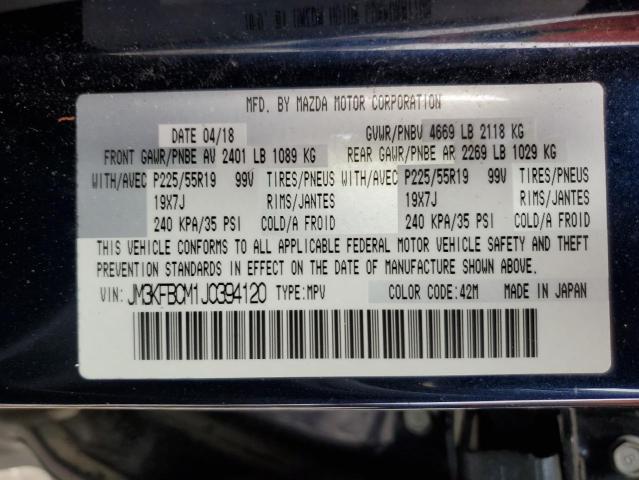 MFD. BY MAZDA MOTOR CORPORATION
DATE 04/18 GVWR/PNBV 4669 LB 2118 KG
FRONT GAWR/PNBE AV 2401 LB 1089 KG REAR GAWR/PNBE AR 2269 LB 1029 KG
WITH/AVEC P225/55R19 99V TIRES/PNEUS WITH/AVEC P225/55R19 99V TIRES/PNEUS
19X7J RIMS/JANTES 19X7J RIMS/JANTES
240 KPA/35 PSI COLD/A FROID 240 KPA/35 PSI COLD/A FROID
THIS VEHICLE CONFORMS TO ALL APPLICABLE FEDERAL MOTOR VEHICLE SAFETY AND THEFT
PREVENTION STANDARDS IN EFFECT ON THE DATE OF MANUFACTURE SHOWN ABOVE.
VIN: JM3KFBCM1J0394120 TYPE:MPV COLOR CODE:42M MADE IN JAPAN